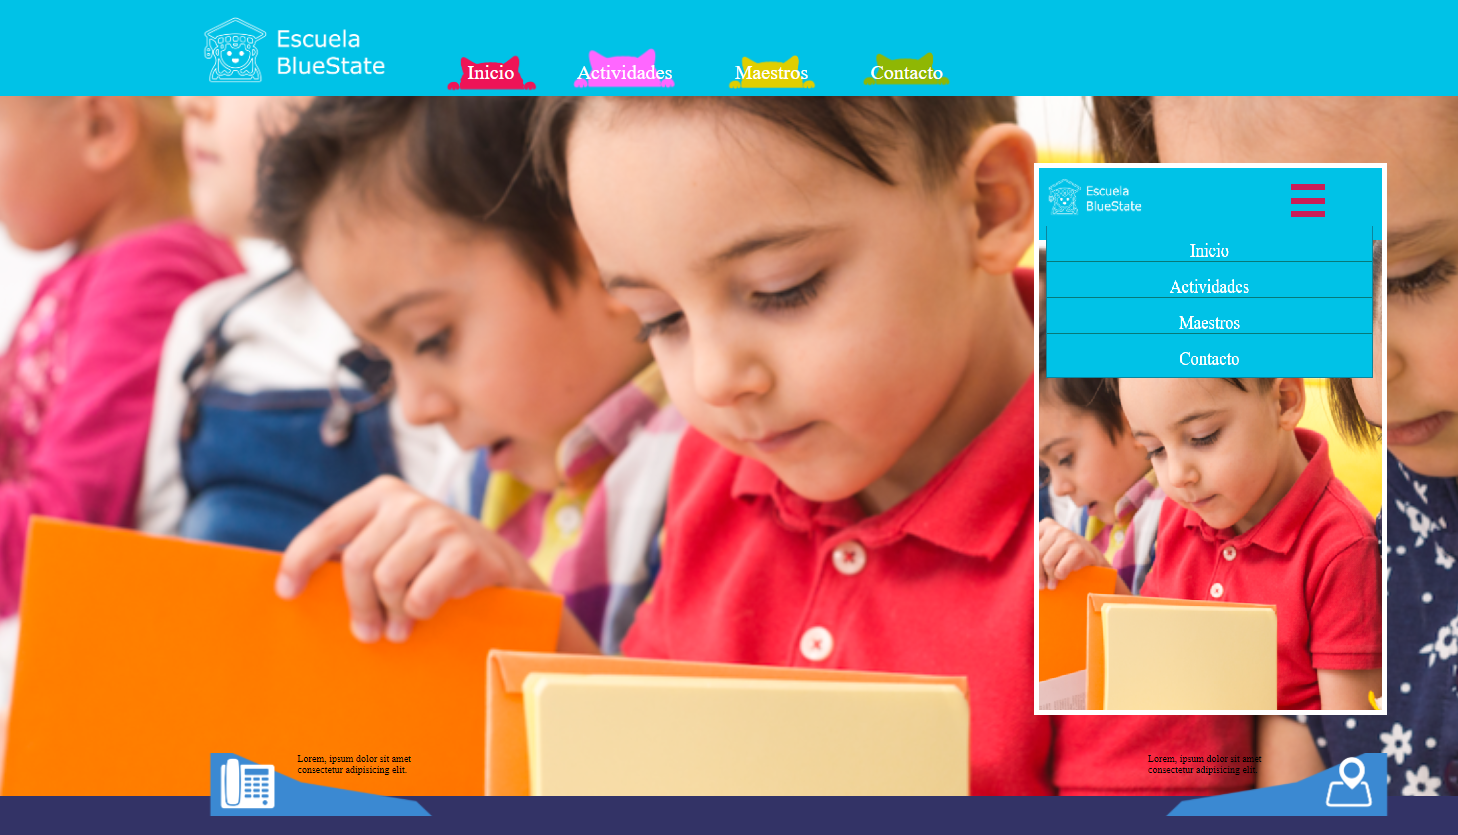 Escuela
BlueState
Inicio
Actividades
Maestros
Contacto
Escuela
BlueState
Inicio
Actividades
Maestros
Contacto
Lorem, ipsum dolor sit amet
consectetur adipisicing elit.
Lorem, ipsum dolor sit amet
consectetur adipisicing elit.